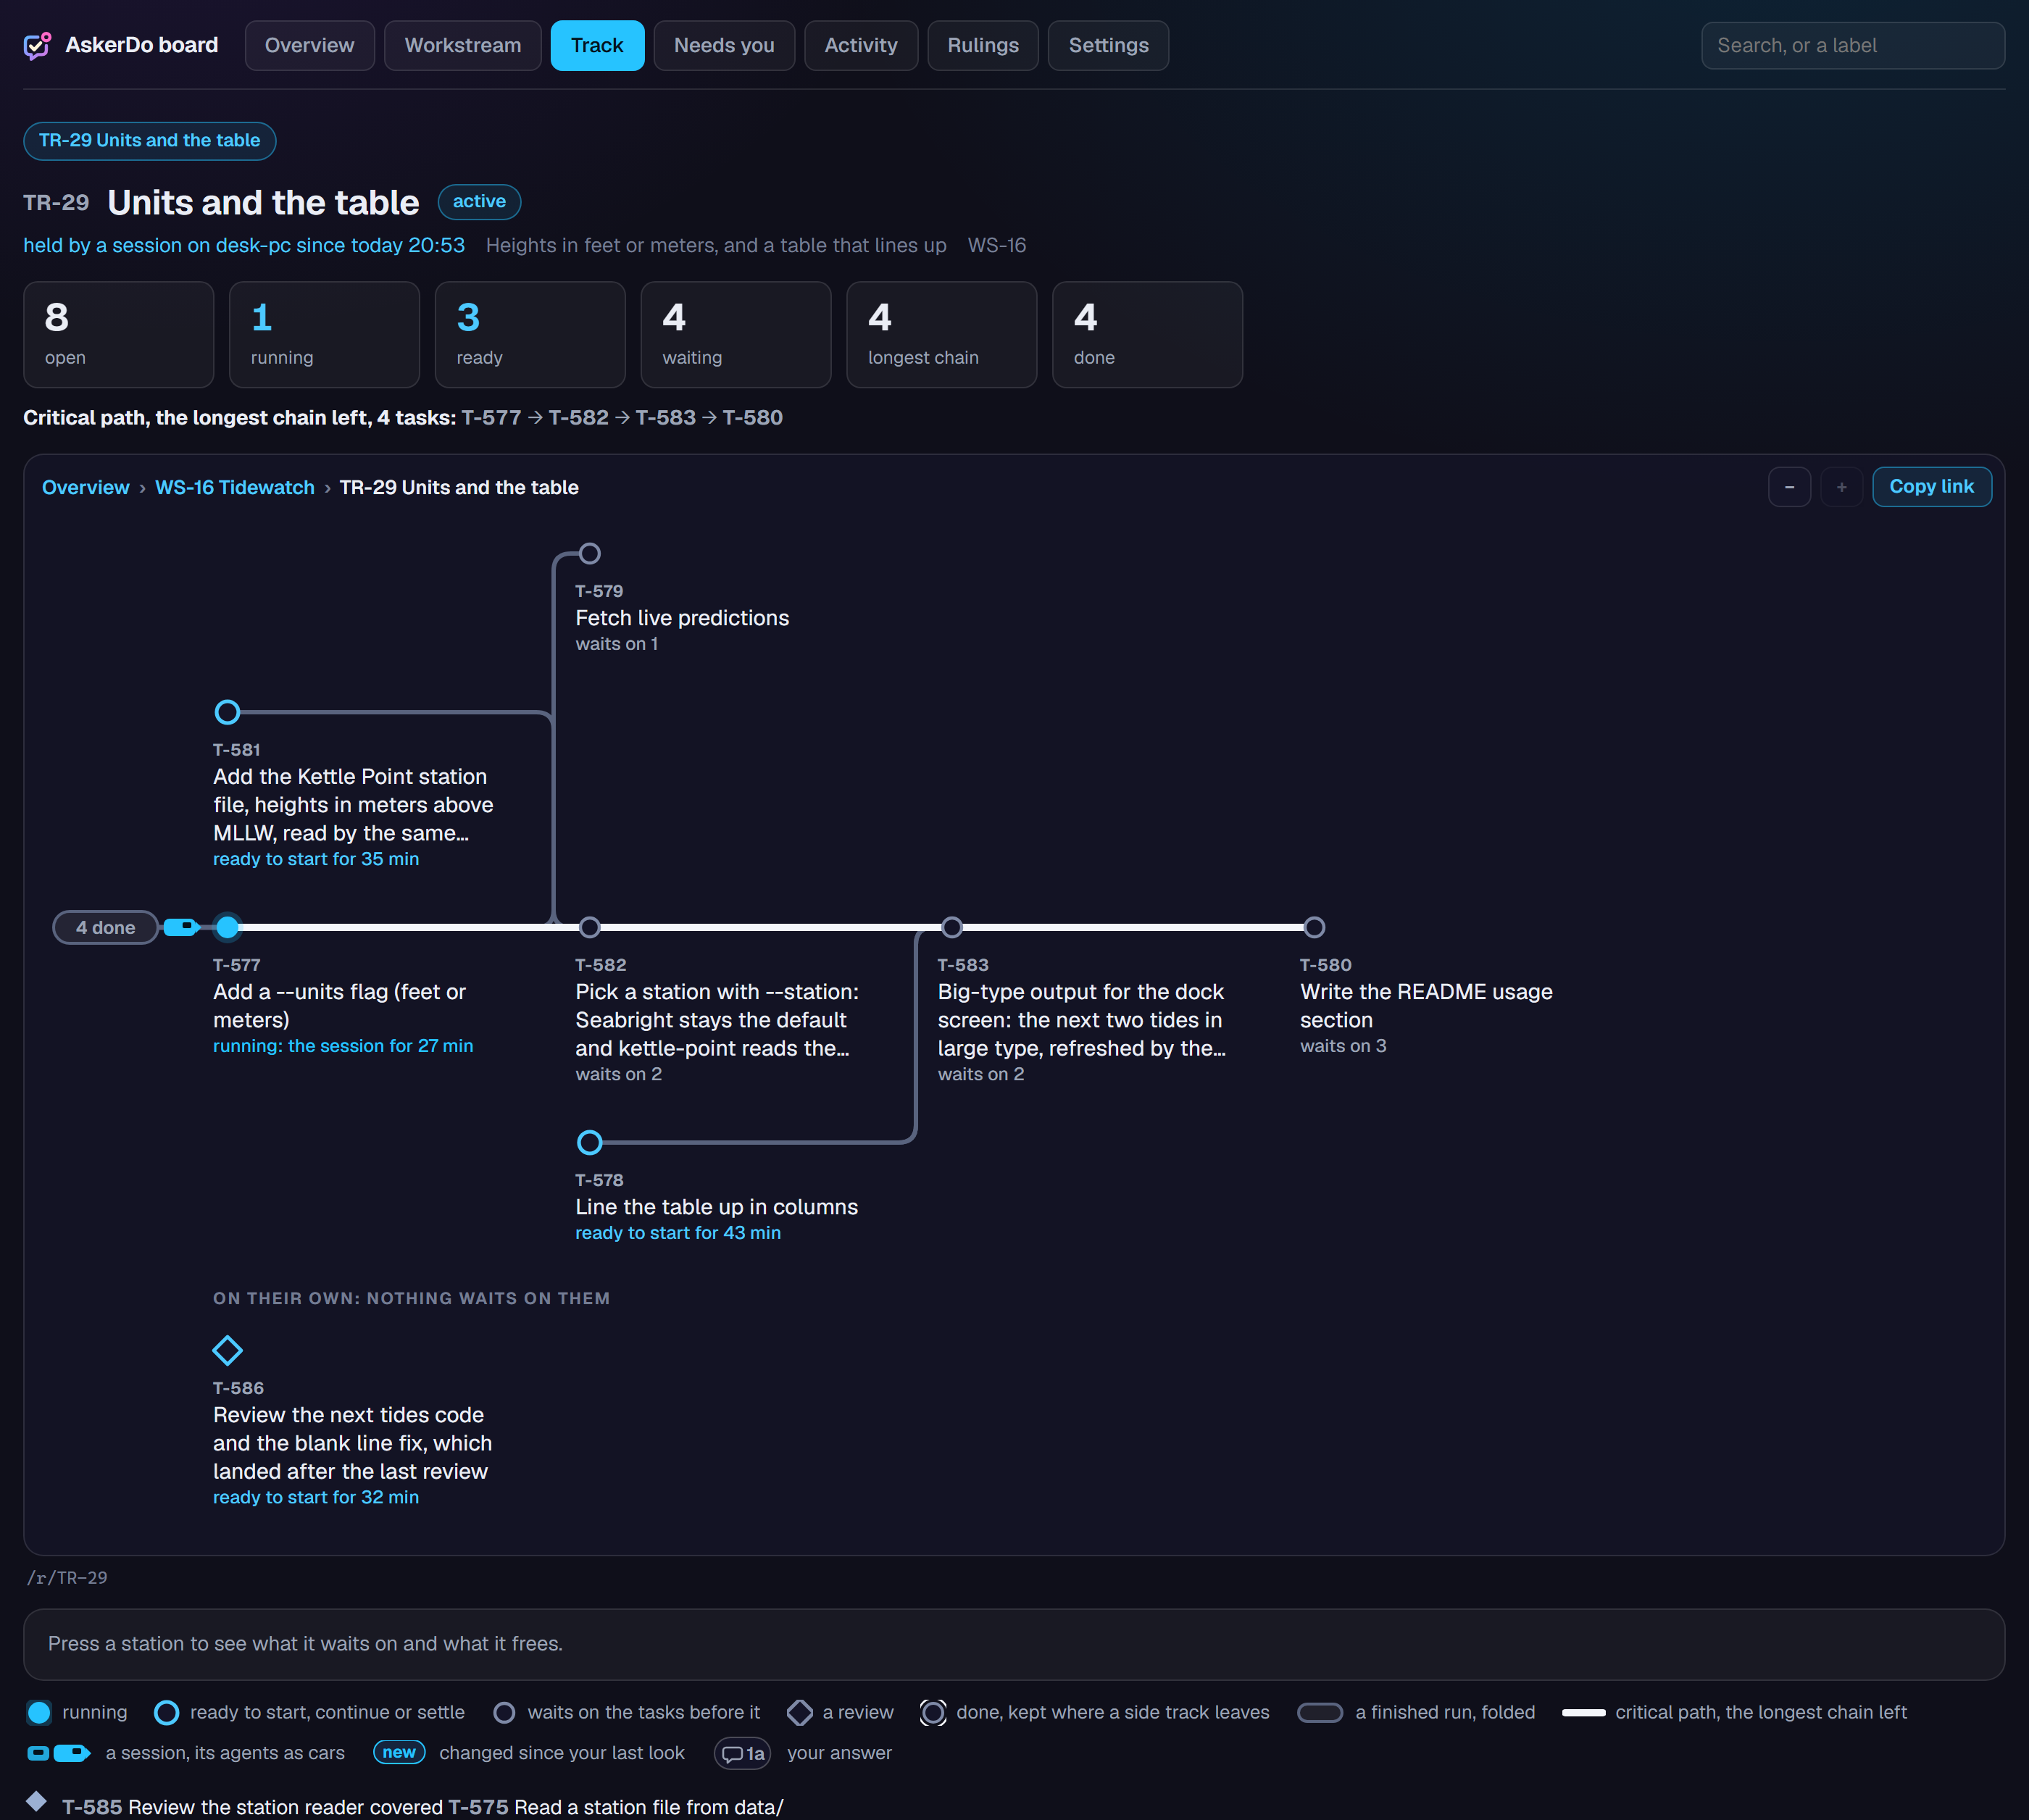 AskerDo board
Overview
Workstream
Track
Needs you
Activity
Rulings
Settings
Search, or a label
TR-29 Units and the table
TR-29 Units and the table active
held by a session on desk-pc since today 20:53 Heights in feet or meters, and a table that lines up WS-16
8
open
1
running
3
ready
4
waiting
4
longest chain
4
done
Critical path, the longest chain left, 4 tasks: T-577 → T-582 → T-583 → T-580
Overview › WS-16 Tidewatch › TR-29 Units and the table
−
+
Copy link
T-579
Fetch live predictions
waits on 1
T-581
Add the Kettle Point station
file, heights in meters above
MLLW, read by the same…
ready to start for 35 min
4 done
T-577
Add a --units flag (feet or
meters)
running: the session for 27 min
T-582
Pick a station with --station:
Seabright stays the default
and kettle-point reads the…
waits on 2
T-583
Big-type output for the dock
screen: the next two tides in
large type, refreshed by the…
waits on 2
T-580
Write the README usage
section
waits on 3
T-578
Line the table up in columns
ready to start for 43 min
ON THEIR OWN: NOTHING WAITS ON THEM
T-586
Review the next tides code
and the blank line fix, which
landed after the last review
ready to start for 32 min
/r/TR-29
Press a station to see what it waits on and what it frees.
running
ready to start, continue or settle
waits on the tasks before it
a review
done, kept where a side track leaves
a finished run, folded
critical path, the longest chain left
a session, its agents as cars
new changed since your last look
1a your answer
T-585 Review the station reader covered T-575 Read a station file from data/